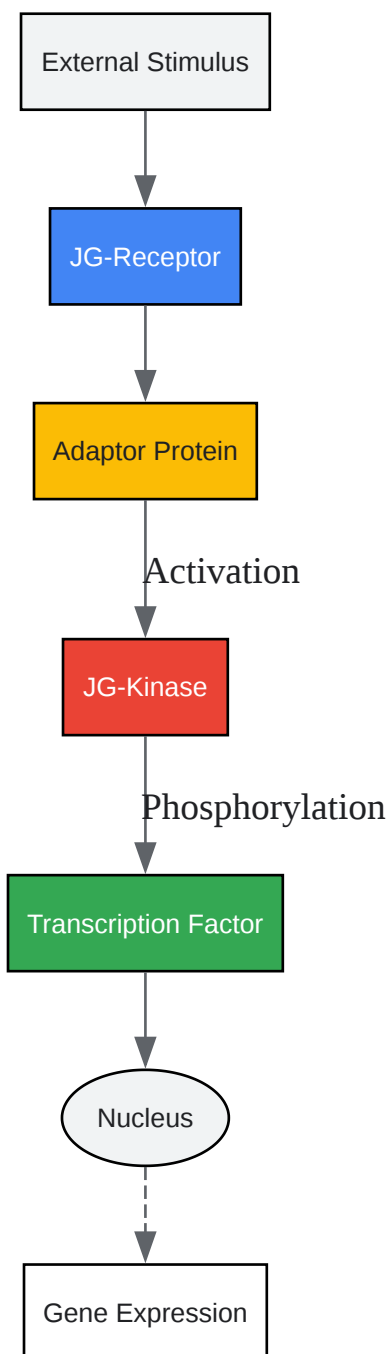 External Stimulus
JG-Receptor
Adaptor Protein
Activation
JG-Kinase
Phosphorylation
Transcription Factor
Nucleus
Gene Expression